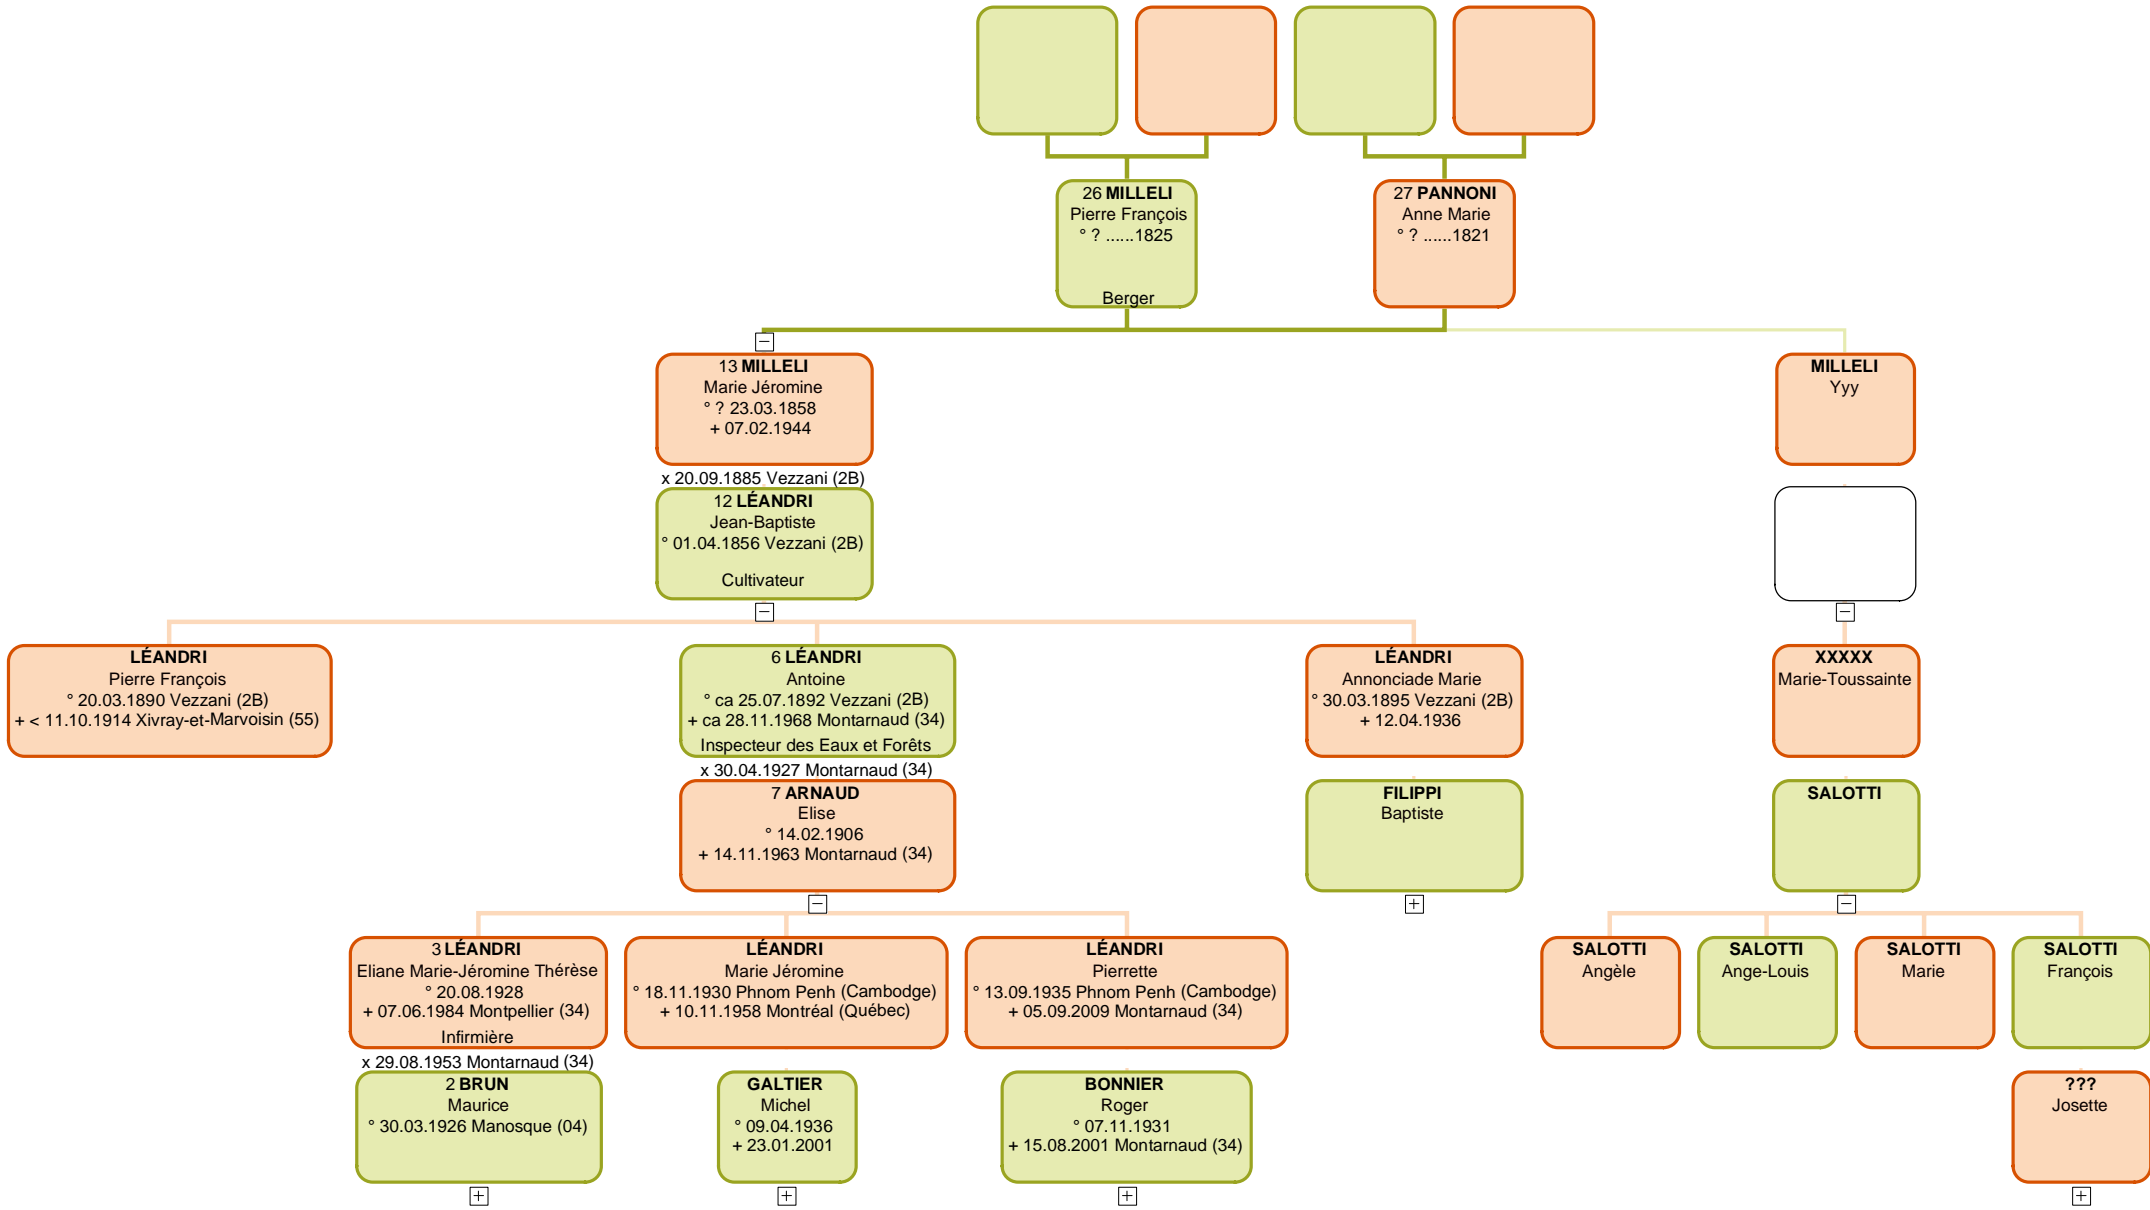 26 MILLELI
Pierre François
° ? ......1825
Berger
27 PANNONI
Anne Marie
° ? ......1821
13 MILLELI
Marie Jéromine
° ? 23.03.1858
+ 07.02.1944
x 20.09.1885 Vezzani (2B)
12 LÉANDRI
Jean-Baptiste
° 01.04.1856 Vezzani (2B)
Cultivateur
MILLELI
Yyy
LÉANDRI
Pierre François
° 20.03.1890 Vezzani (2B)
+ < 11.10.1914 Xivray-et-Marvoisin (55)
6 LÉANDRI
Antoine
° ca 25.07.1892 Vezzani (2B)
+ ca 28.11.1968 Montarnaud (34)
Inspecteur des Eaux et Forêts
x 30.04.1927 Montarnaud (34)
7 ARNAUD
Elise
° 14.02.1906
+ 14.11.1963 Montarnaud (34)
LÉANDRI
Annonciade Marie
° 30.03.1895 Vezzani (2B)
+ 12.04.1936
FILIPPI
Baptiste
XXXXX
Marie-Toussainte
SALOTTI
3 LÉANDRI
Eliane Marie-Jéromine Thérèse
° 20.08.1928
+ 07.06.1984 Montpellier (34)
Infirmière
x 29.08.1953 Montarnaud (34)
2 BRUN
Maurice
° 30.03.1926 Manosque (04)
LÉANDRI
Marie Jéromine
° 18.11.1930 Phnom Penh (Cambodge)
+ 10.11.1958 Montréal (Québec)
GALTIER
Michel
° 09.04.1936
+ 23.01.2001
LÉANDRI
Pierrette
° 13.09.1935 Phnom Penh (Cambodge)
+ 05.09.2009 Montarnaud (34)
BONNIER
Roger
° 07.11.1931
+ 15.08.2001 Montarnaud (34)
SALOTTI
Angèle
SALOTTI
Ange-Louis
SALOTTI
Marie
SALOTTI
François
???
Josette